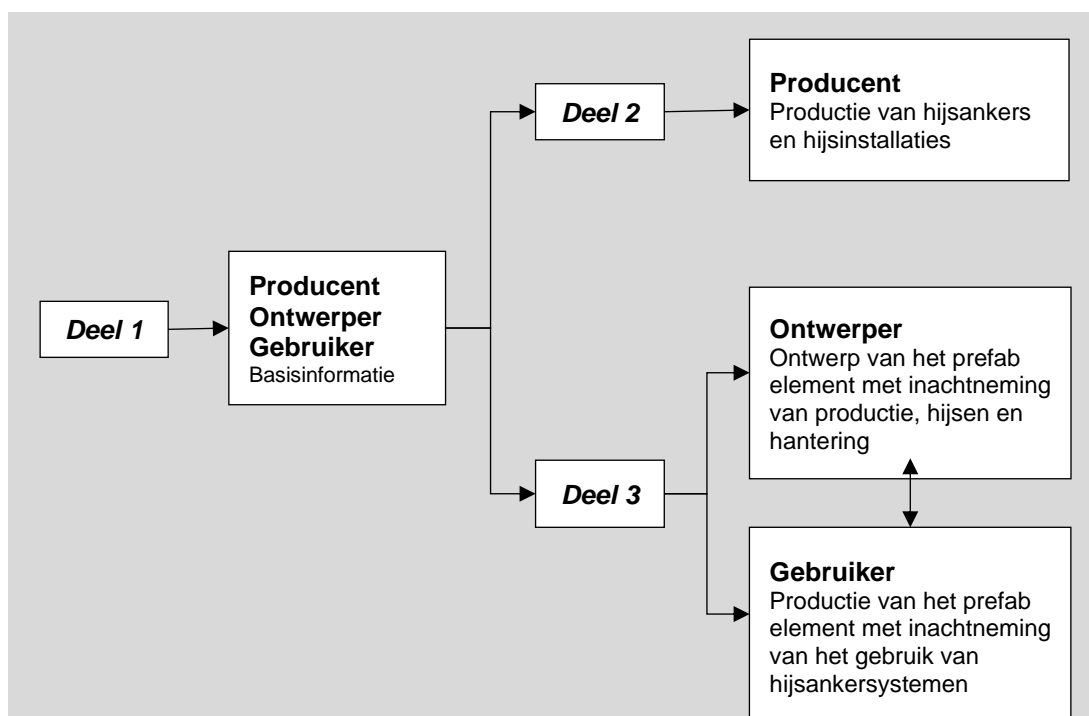 Deel 1
Producent
Ontwerper
Gebruiker
Basisinformatie
Deel 2
Producent
Productie van hijsankers
en hijsinstallaties
Deel 3
Ontwerper
Ontwerp van het prefab
element met inachtneming
van productie, hijsen en
hantering
Gebruiker
Productie van het prefab
element met inachtneming
van het gebruik van
hijsankersystemen